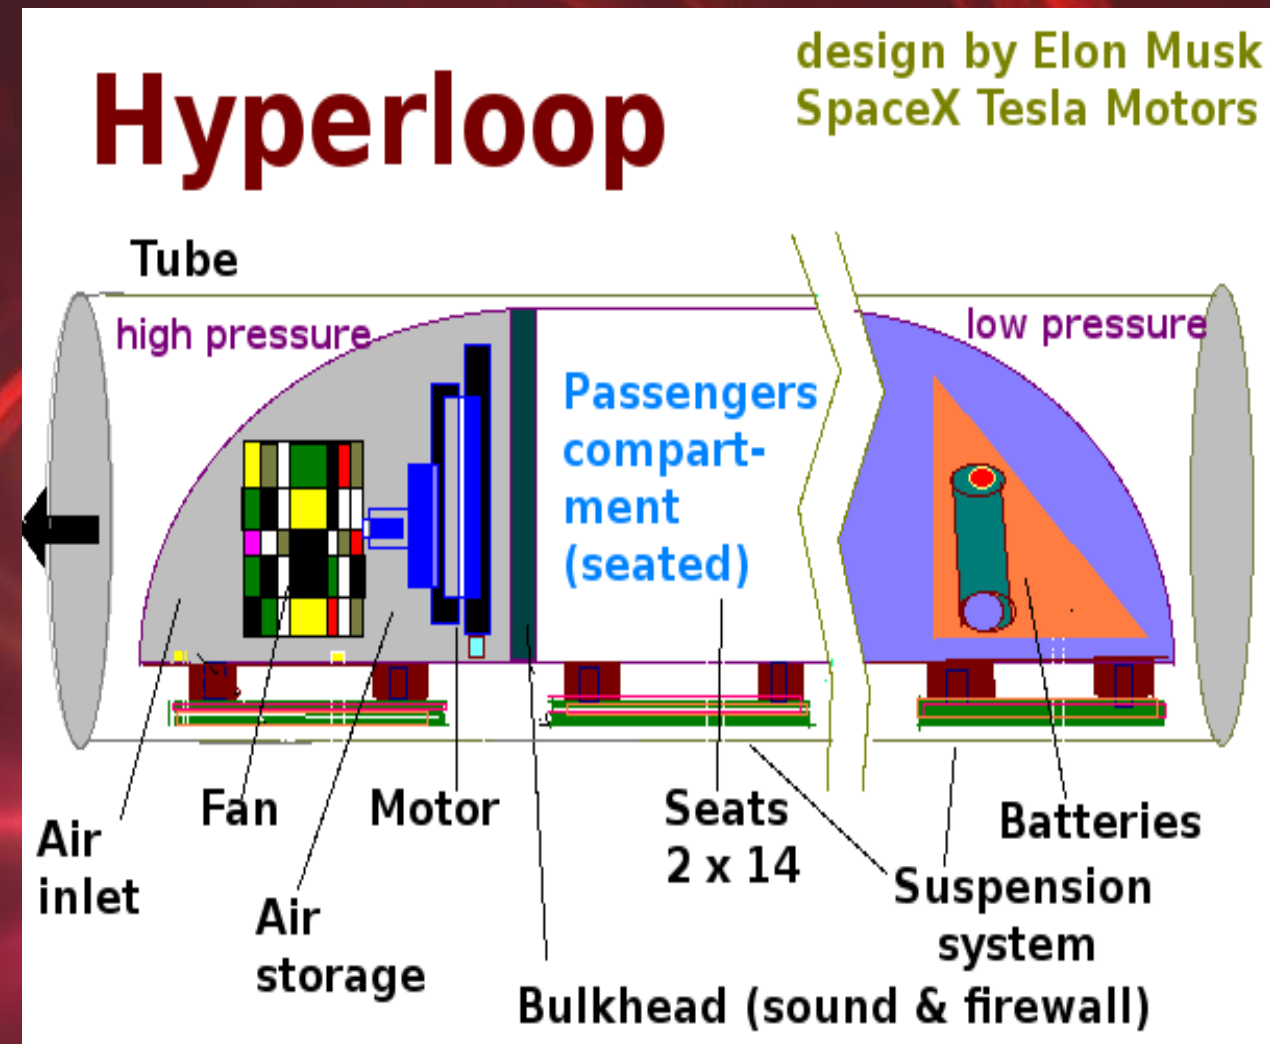 design by Elon Musk
SpaceX Tesla Motors
Hyperloop
Tube
high pressure
low pressure
Passengers
compart-
ment
(seated)
Fan
Motor
Seats
2 x 14
Batteries
Air
inlet
Air
storage
Suspension
system
Bulkhead (sound & firewall)